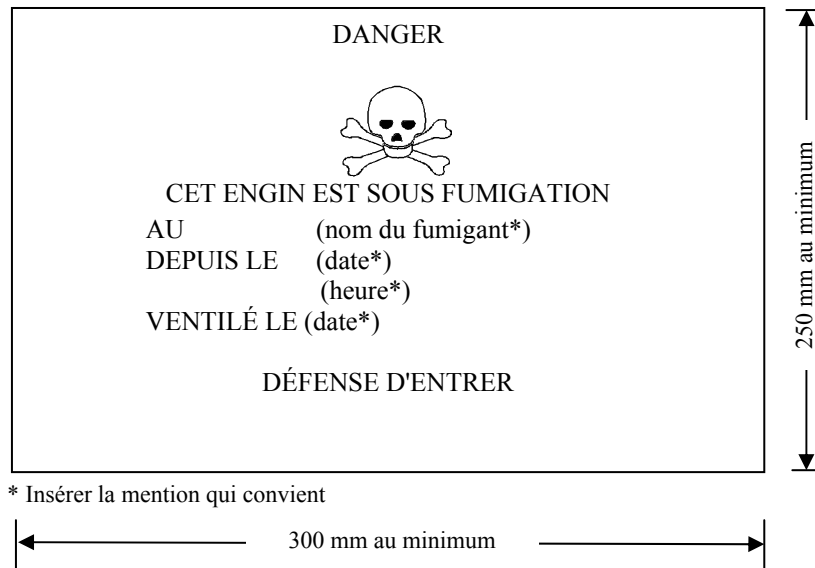 DANGER
CET ENGIN EST SOUS FUMIGATION
AU (nom du fumigant*)
DEPUIS LE (date*)
(heure*)
VENTILÉ LE (date*)
DÉFENSE D'ENTRER
250 mm au minimum
* Insérer la mention qui convient
300 mm au minimum